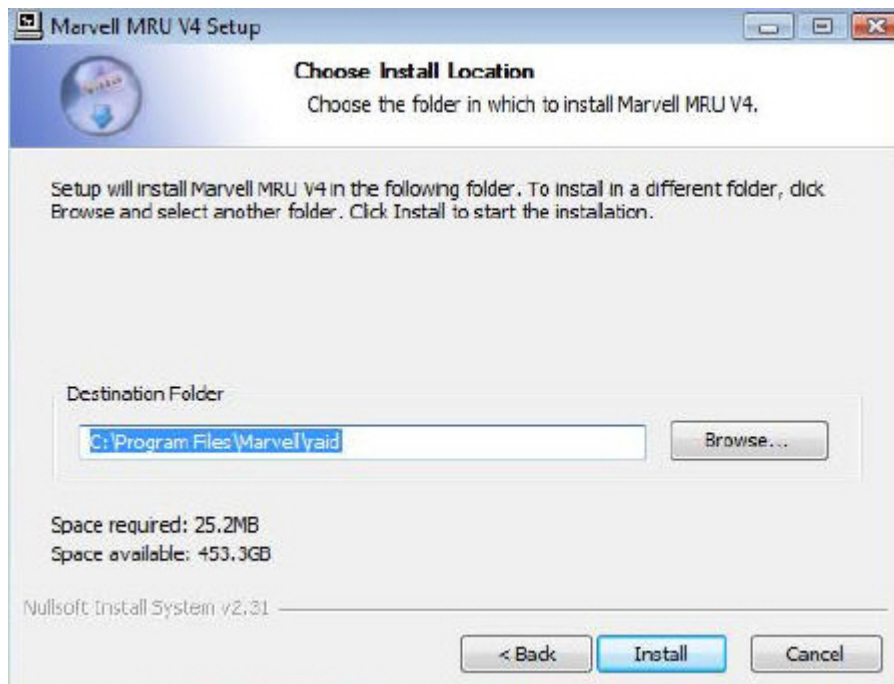 Marvell MRU V4 Setup
Choose Install Location
Choose the folder in which to install Marvell MRU V4.
Setup will install Marvell MRU V4 in the following folder. To install in a different folder, click
Browse and select another folder. Click Install to start the installation.
Destination Folder
C:\Program Files\Marvell\raid
Browse...
Space required: 25.2MB
Space available: 453.3GB
Nullsoft Install System v2.31
< Back
Install
Cancel